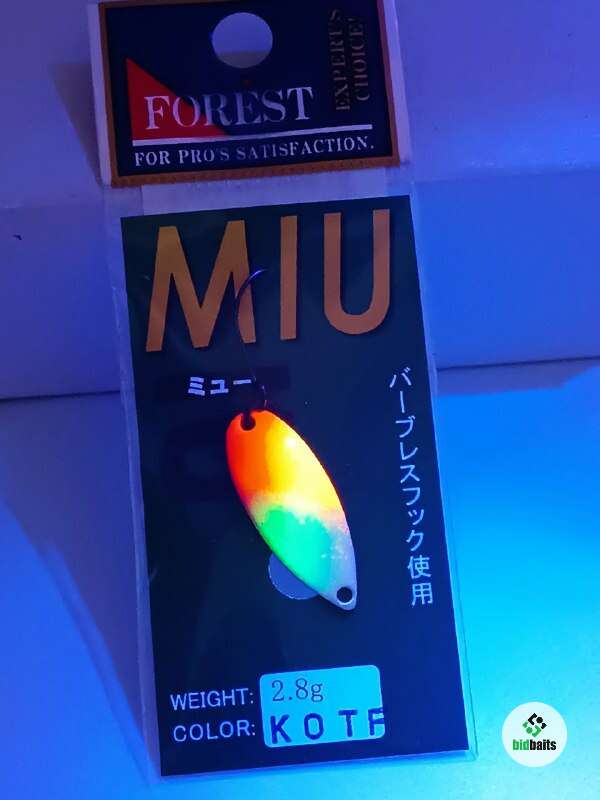 EXPERT'S
CHOICE!
FOREST
FOR PRO'S SATISFACTION.
MIU
ミュー
バーブレスフック使用
WEIGHT: 2.8g
COLOR: KOTF
bidbaits